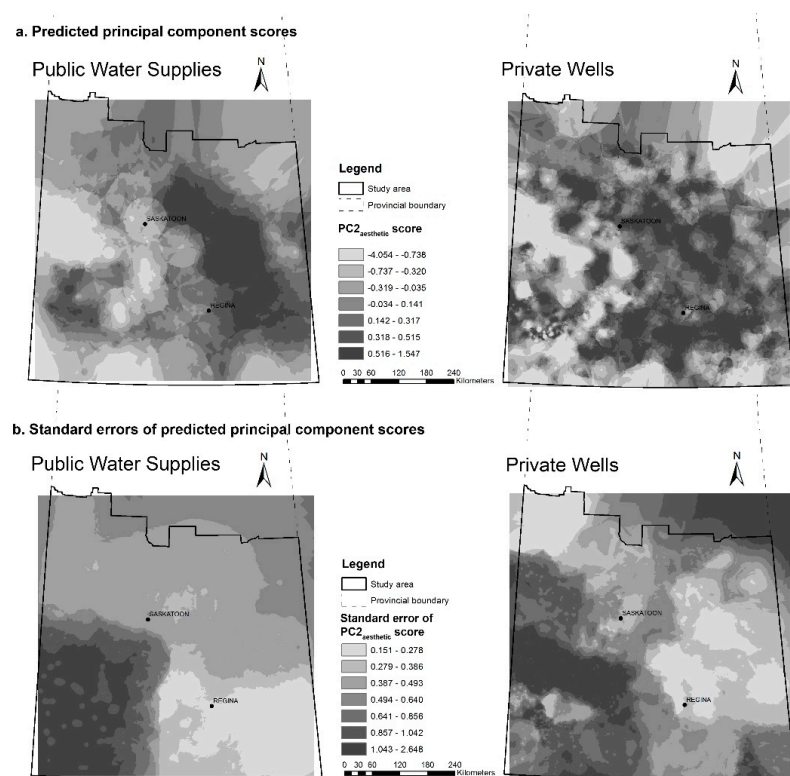 a. Predicted principal component scores
Public Water Supplies
Private Wells
N
N
SASKATOON
REGINA
Legend
Study area
Provincial boundary
PC2aesthetic score
-4.054 - -0.738
-0.737 - -0.320
-0.319 - -0.035
-0.034 - 0.141
0.142 - 0.317
0.318 - 0.515
0.516 - 1.547
0 30 60 120 180 240
Kilometers
SASKATOON
REGINA
b. Standard errors of predicted principal component scores
Public Water Supplies
Private Wells
N
N
SASKATOON
REGINA
Legend
Study area
Provincial boundary
Standard error of
PC2aesthetic score
0.151 - 0.278
0.279 - 0.386
0.387 - 0.493
0.494 - 0.640
0.641 - 0.856
0.857 - 1.042
1.043 - 2.648
0 30 60 120 180 240
Kilometers
SASKATOON
REGINA